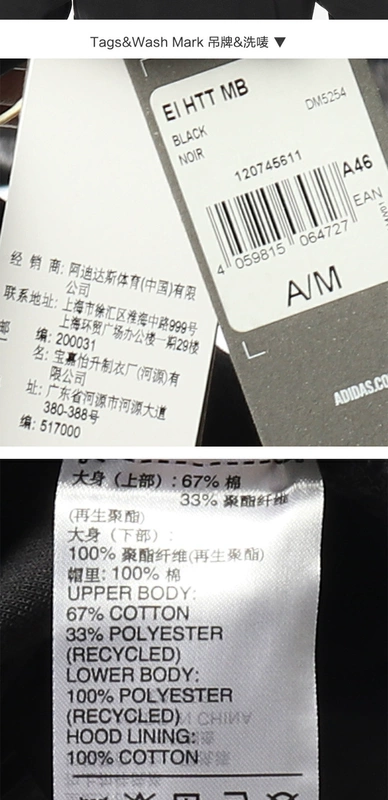 Tags&Wash Mark 吊牌&洗唛 ▼
EI HTT MB
DM5254
BLACK
NOIR
120745611
A46
EAN
4 059815 064727
A/M
ADIDAS.CO
经 销 商: 阿迪达斯体育(中国)有限
公司
联系地址: 上海市徐汇区淮海中路999号
上海环贸广场办公楼一期29楼
邮 编: 200031
名: 宝嘉怡升制衣厂(河源)有
限公司
址: 广东省河源市河源大道
380-388号
编: 517000
大身 (上部) : 67% 棉
33% 聚酯纤维
(再生聚酯)
大身 (下部) :
100% 聚酯纤维(再生聚酯)
帽里: 100% 棉
UPPER BODY:
67% COTTON
33% POLYESTER
(RECYCLED)
LOWER BODY:
100% POLYESTER
(RECYCLED)
HOOD LINING:
100% COTTON